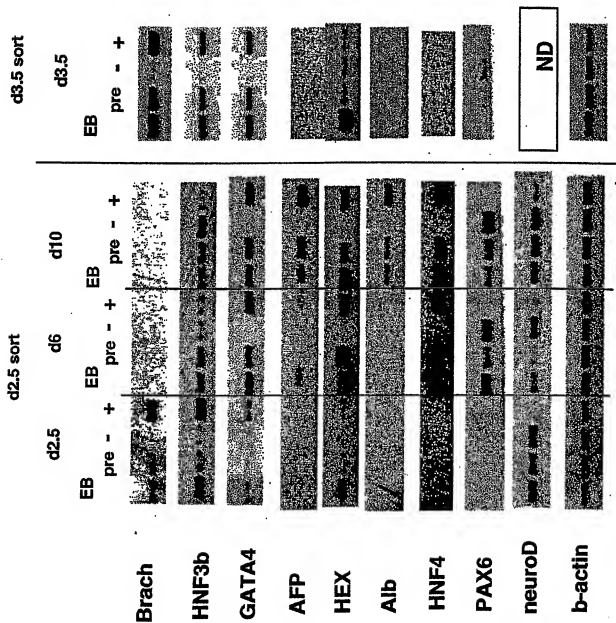 d2.5 sort
d3.5 sort
d2.5
d6
d10
d3.5
EB pre - +
EB pre - +
EB pre - +
EB pre - +
Brach
HNF3b
GATA4
AFP
HEX
Alb
HNF4
PAX6
neuroD
ND
b-actin